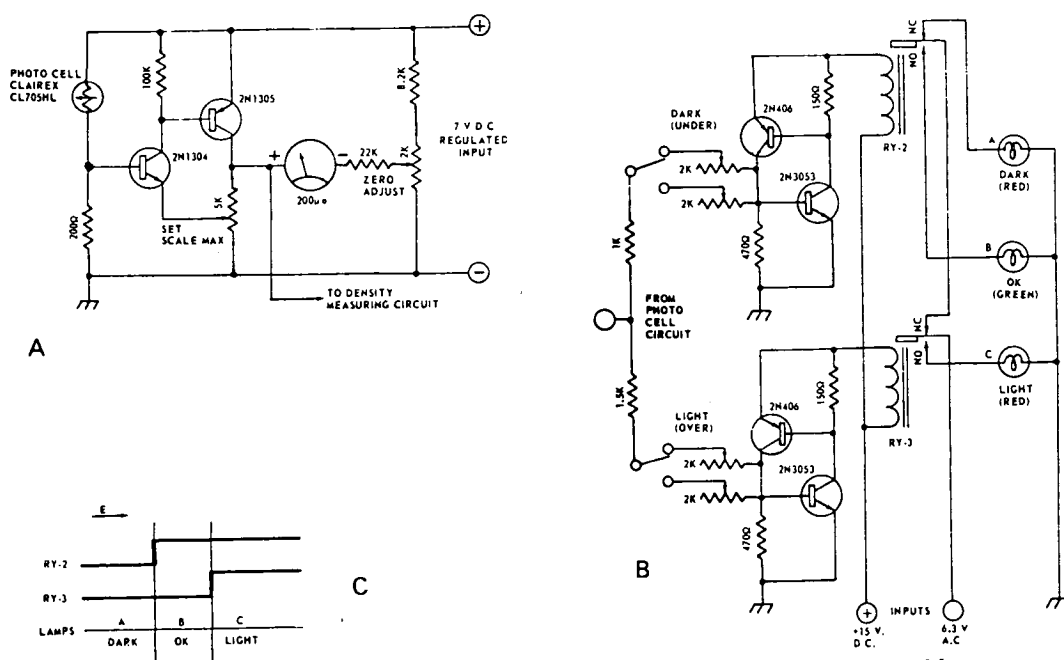 PHOTO CELL
CLAIREX
CL705HL
100K
2N1305
2N1304
200Ω
SET
SCALE MAX
5K
+
200μa
−
22K
ZERO
ADJUST
8.2K
2K
7 V D C
REGULATED
INPUT
+
−
TO DENSITY
MEASURING CIRCUIT
A
DARK
(UNDER)
2N406
150Ω
2K
2K
2N3053
470Ω
1K
FROM
PHOTO
CELL
CIRCUIT
1.5K
LIGHT
(OVER)
2N406
150Ω
2K
2K
2N3053
470Ω
NC
NO
RY-2
A
DARK
(RED)
B
OK
(GREEN)
NC
NO
C
LIGHT
(RED)
RY-3
B
+
INPUTS
+15 V.
D C.
6.3 V
A.C
E
RY-2
RY-3
C
LAMPS
A
B
C
DARK
OK
LIGHT